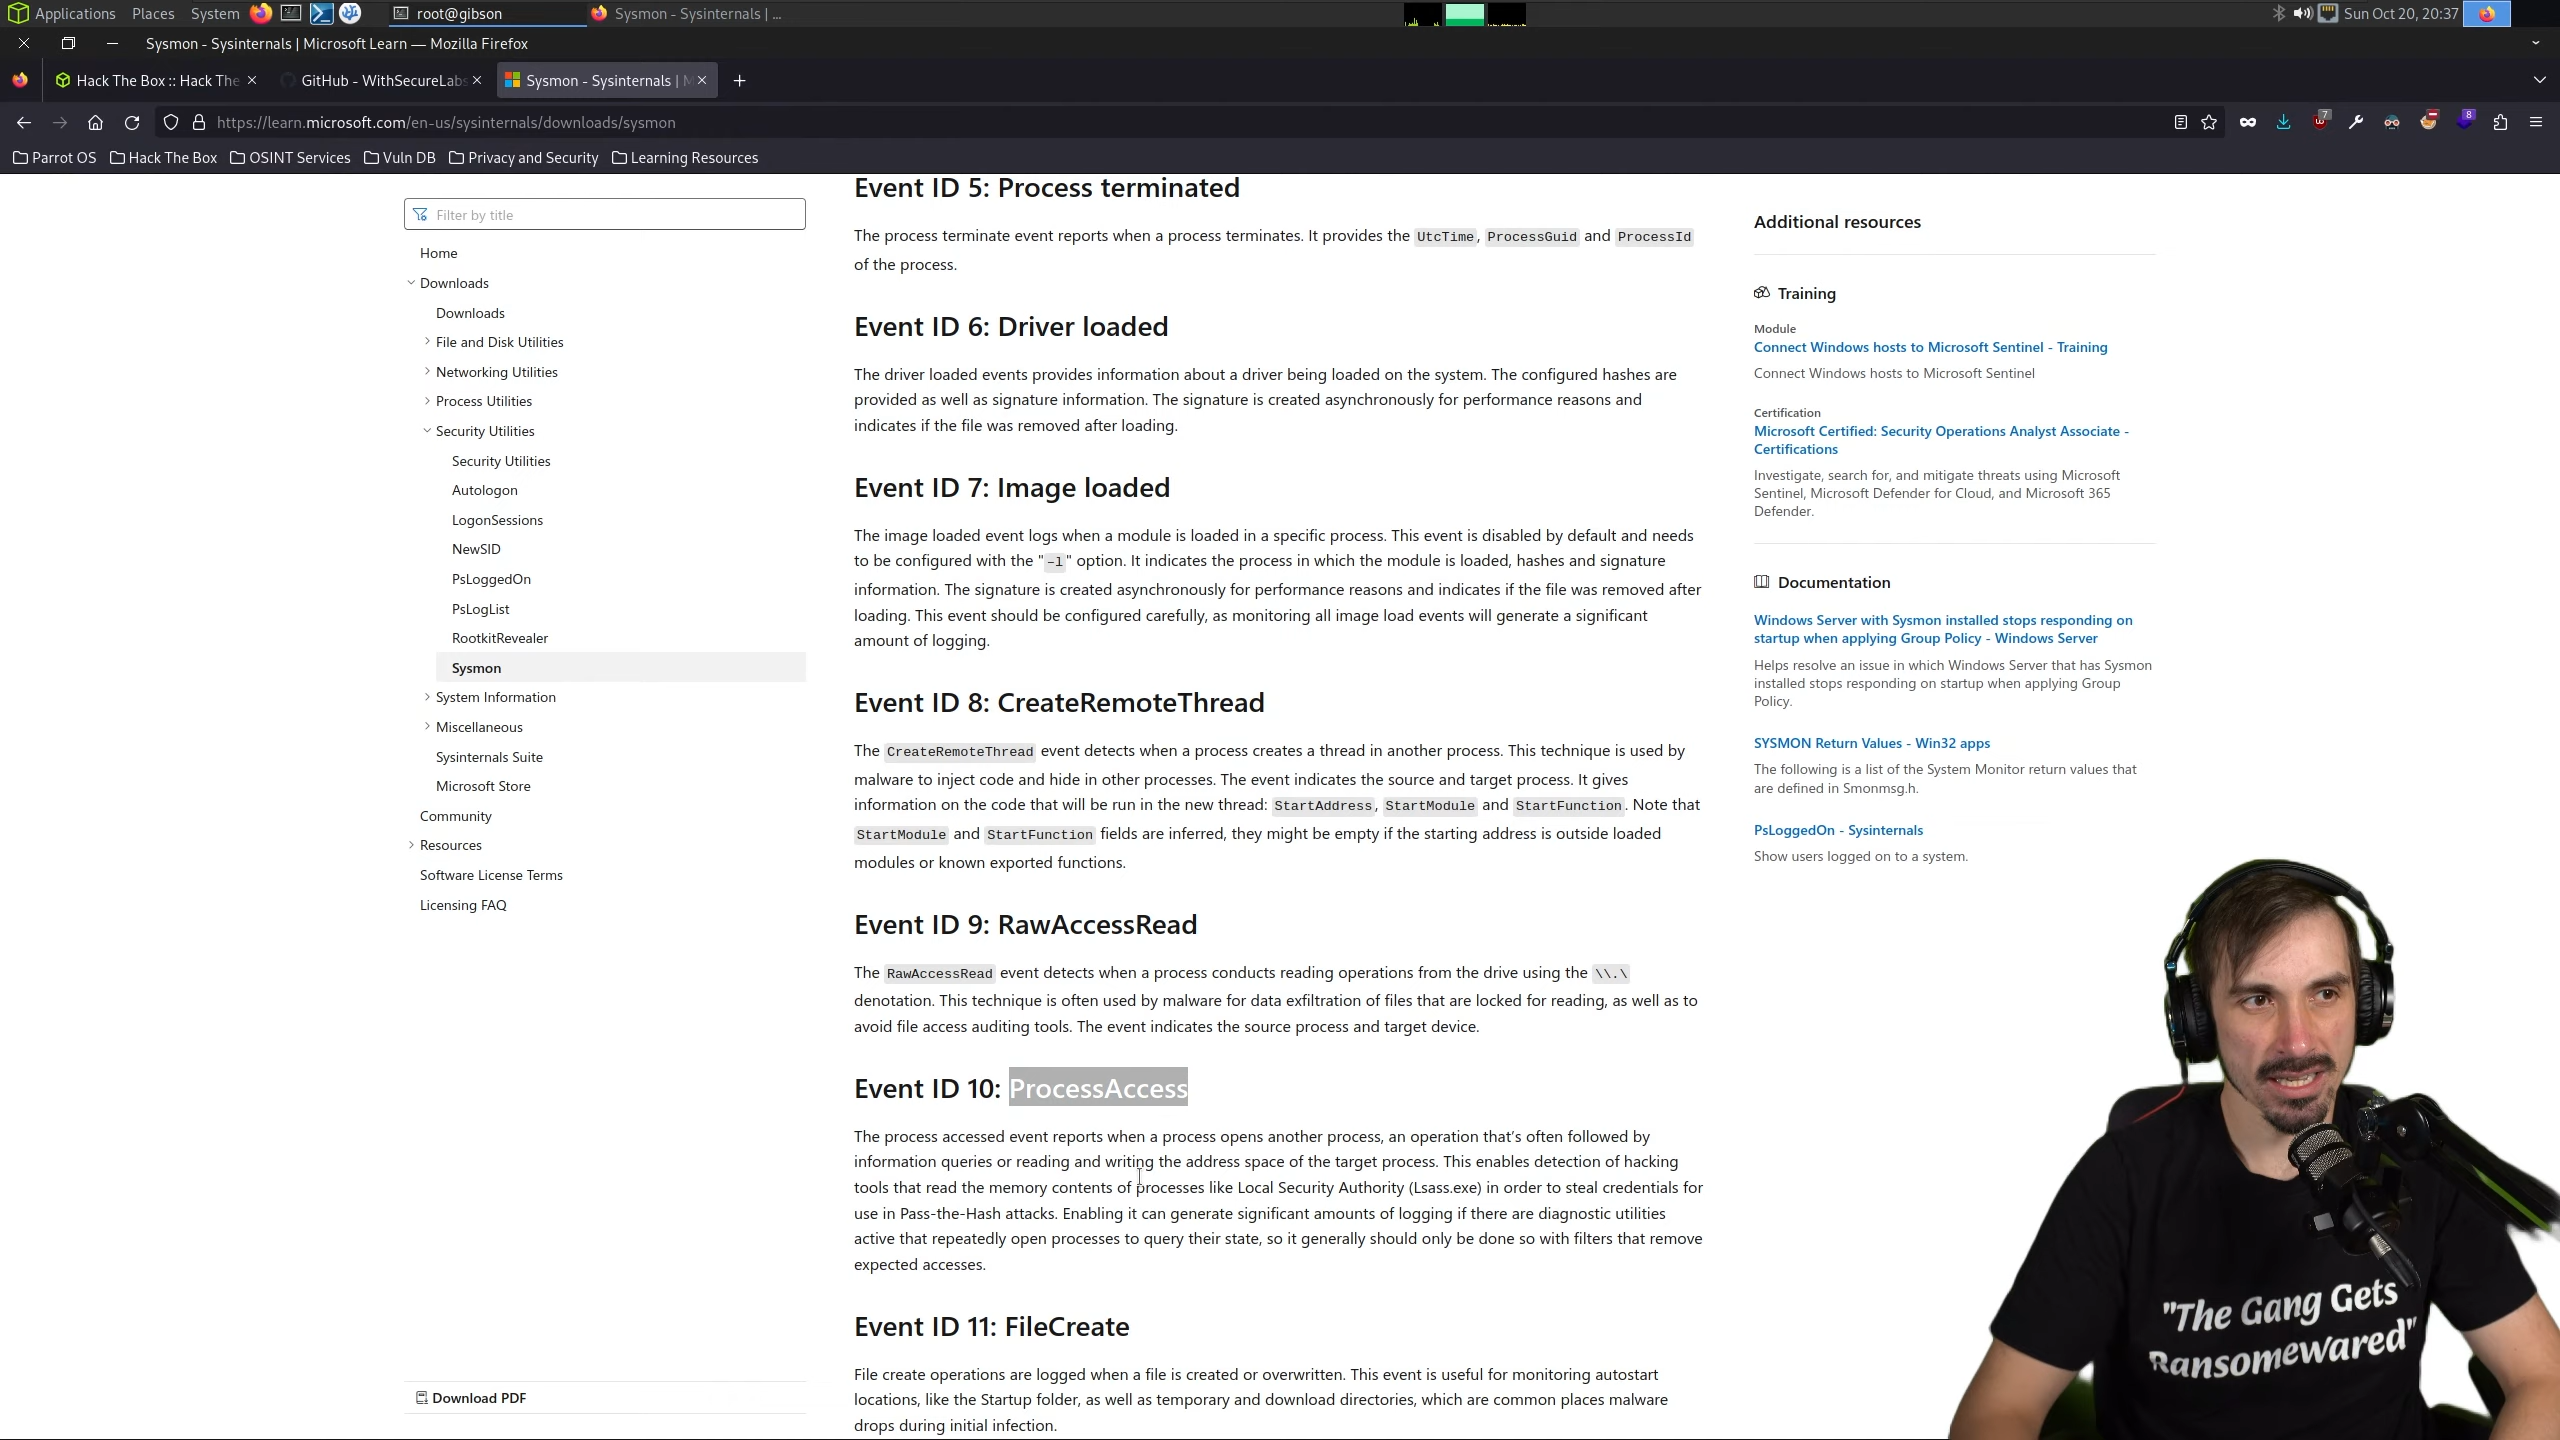 Applications Places System root@gibson Sysmon - Sysinternals | ... Sun Oct 20, 20:37
Sysmon - Sysinternals | Microsoft Learn — Mozilla Firefox
Hack The Box :: Hack The GitHub - WithSecureLabs Sysmon - Sysinternals | M
https://learn.microsoft.com/en-us/sysinternals/downloads/sysmon 7 8
Parrot OS Hack The Box OSINT Services Vuln DB Privacy and Security Learning Resources
Filter by title
Home
Downloads
Downloads
File and Disk Utilities
Networking Utilities
Process Utilities
Security Utilities
Security Utilities
Autologon
LogonSessions
NewSID
PsLoggedOn
PsLogList
RootkitRevealer
Sysmon
System Information
Miscellaneous
Sysinternals Suite
Microsoft Store
Community
Resources
Software License Terms
Licensing FAQ
Download PDF
Event ID 5: Process terminated
The process terminate event reports when a process terminates. It provides the UtcTime, ProcessGuid and ProcessId
of the process.
Event ID 6: Driver loaded
The driver loaded events provides information about a driver being loaded on the system. The configured hashes are
provided as well as signature information. The signature is created asynchronously for performance reasons and
indicates if the file was removed after loading.
Event ID 7: Image loaded
The image loaded event logs when a module is loaded in a specific process. This event is disabled by default and needs
to be configured with the "–l" option. It indicates the process in which the module is loaded, hashes and signature
information. The signature is created asynchronously for performance reasons and indicates if the file was removed after
loading. This event should be configured carefully, as monitoring all image load events will generate a significant
amount of logging.
Event ID 8: CreateRemoteThread
The CreateRemoteThread event detects when a process creates a thread in another process. This technique is used by
malware to inject code and hide in other processes. The event indicates the source and target process. It gives
information on the code that will be run in the new thread: StartAddress, StartModule and StartFunction. Note that
StartModule and StartFunction fields are inferred, they might be empty if the starting address is outside loaded
modules or known exported functions.
Event ID 9: RawAccessRead
The RawAccessRead event detects when a process conducts reading operations from the drive using the \\.\
denotation. This technique is often used by malware for data exfiltration of files that are locked for reading, as well as to
avoid file access auditing tools. The event indicates the source process and target device.
Event ID 10: ProcessAccess
The process accessed event reports when a process opens another process, an operation that’s often followed by
information queries or reading and writing the address space of the target process. This enables detection of hacking
tools that read the memory contents of processes like Local Security Authority (Lsass.exe) in order to steal credentials for
use in Pass-the-Hash attacks. Enabling it can generate significant amounts of logging if there are diagnostic utilities
active that repeatedly open processes to query their state, so it generally should only be done so with filters that remove
expected accesses.
Event ID 11: FileCreate
File create operations are logged when a file is created or overwritten. This event is useful for monitoring autostart
locations, like the Startup folder, as well as temporary and download directories, which are common places malware
drops during initial infection.
Additional resources
Training
Module
Connect Windows hosts to Microsoft Sentinel - Training
Connect Windows hosts to Microsoft Sentinel
Certification
Microsoft Certified: Security Operations Analyst Associate -
Certifications
Investigate, search for, and mitigate threats using Microsoft
Sentinel, Microsoft Defender for Cloud, and Microsoft 365
Defender.
Documentation
Windows Server with Sysmon installed stops responding on
startup when applying Group Policy - Windows Server
Helps resolve an issue in which Windows Server that has Sysmon
installed stops responding on startup when applying Group
Policy.
SYSMON Return Values - Win32 apps
The following is a list of the System Monitor return values that
are defined in Smonmsg.h.
PsLoggedOn - Sysinternals
Show users logged on to a system.
"The Gang Gets
Ransomewared"